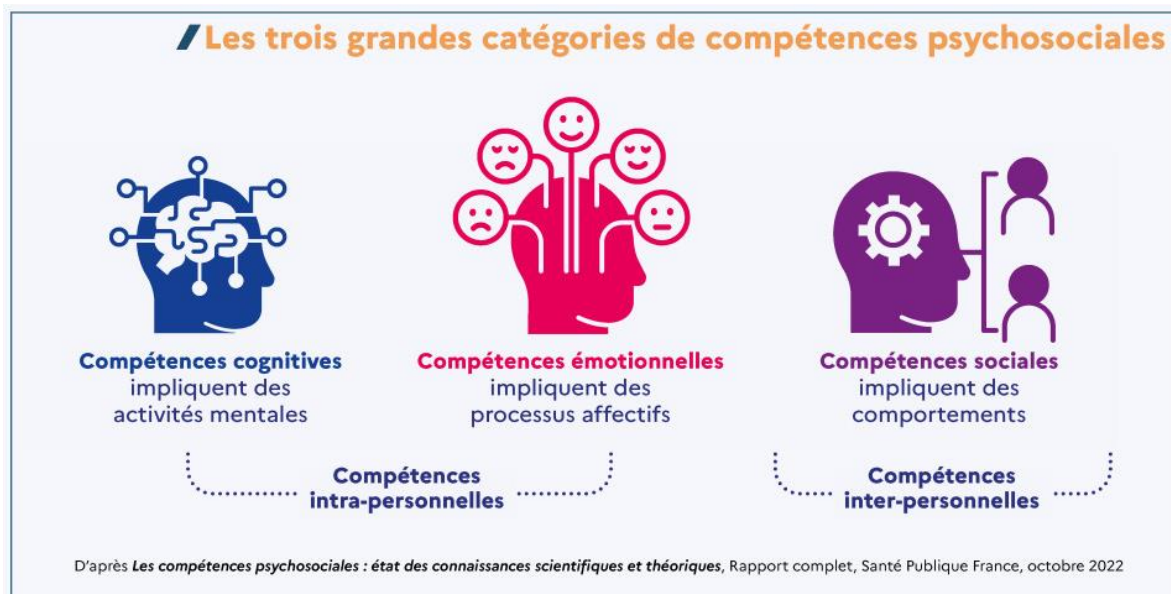 Les trois grandes catégories de compétences psychosociales
Compétences cognitives
impliquent des
activités mentales
Compétences émotionnelles
impliquent des
processus affectifs
Compétences sociales
impliquent des
comportements
Compétences
intra-personnelles
Compétences
inter-personnelles
D'après Les compétences psychosociales : état des connaissances scientifiques et théoriques, Rapport complet, Santé Publique France, octobre 2022